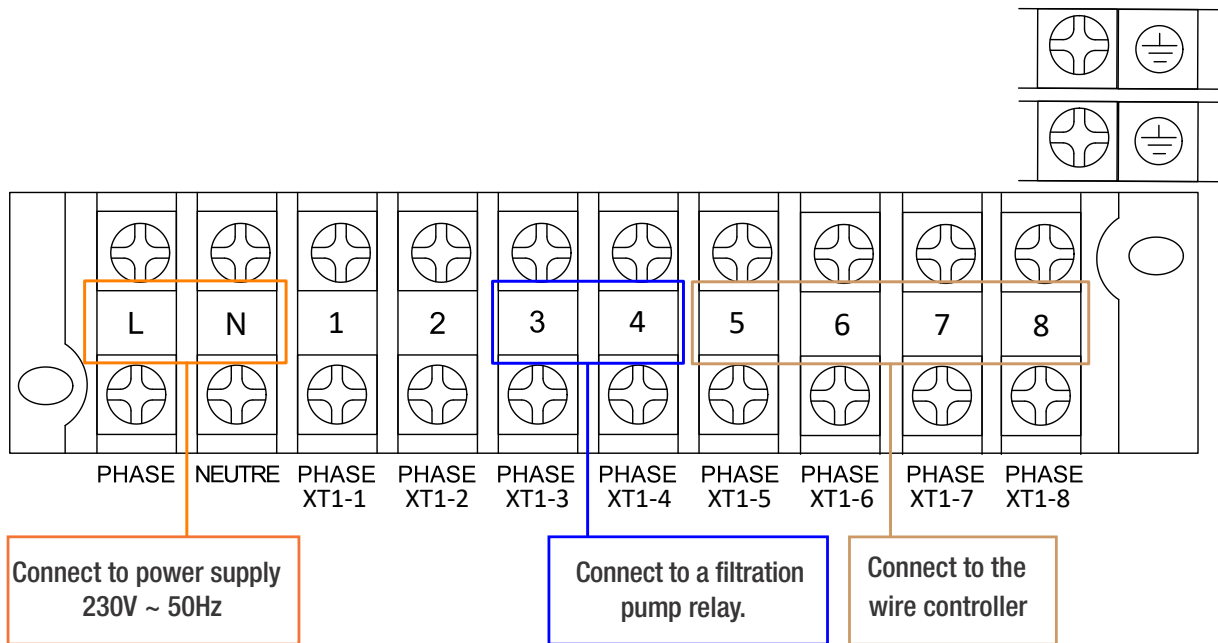 L N 1 2 3 4 5 6 7 8
PHASE NEUTRE PHASE PHASE PHASE PHASE PHASE PHASE PHASE PHASE
XT1-1 XT1-2 XT1-3 XT1-4 XT1-5 XT1-6 XT1-7 XT1-8
Connect to power supply
230V ~ 50Hz
Connect to a filtration
pump relay.
Connect to the
wire controller